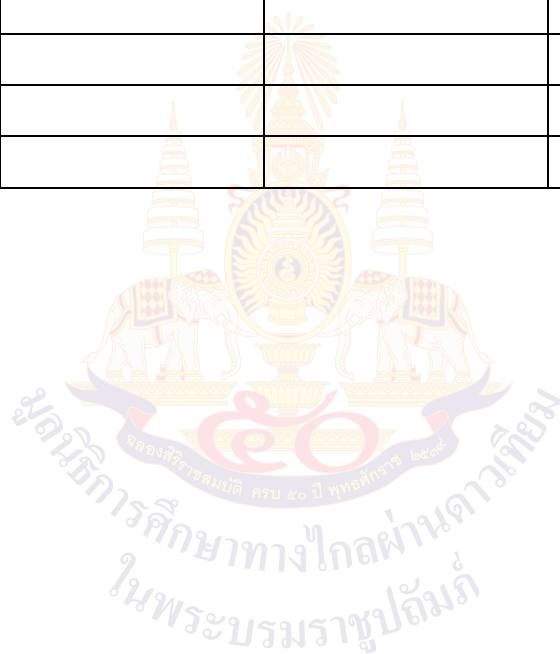 ๕๐
ฉลองสิริราชสมบัติ ครบ ๕๐ ปี พุทธศักราช ๒๕๓๙
มูลนิธิการศึกษาทางไกลผ่านดาวเทียม
ในพระบรมราชูปถัมภ์